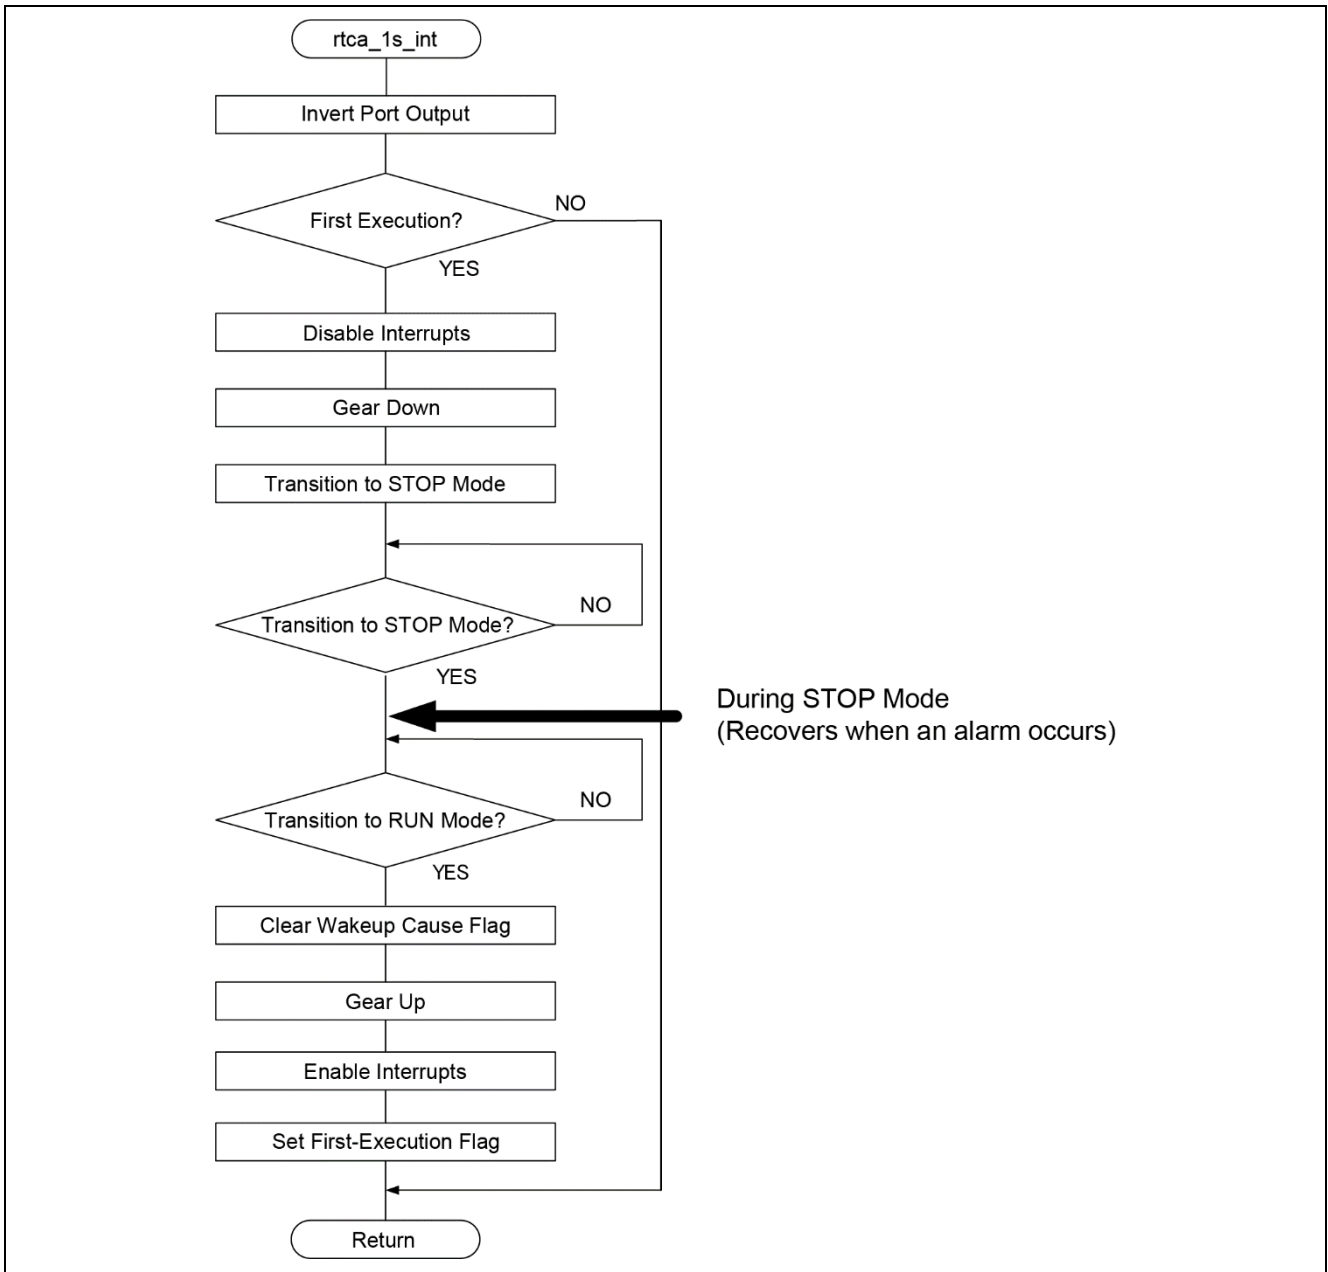 rtca_1s_int
Invert Port Output
First Execution?
NO
YES
Disable Interrupts
Gear Down
Transition to STOP Mode
Transition to STOP Mode?
NO
YES
During STOP Mode
(Recovers when an alarm occurs)
Transition to RUN Mode?
NO
YES
Clear Wakeup Cause Flag
Gear Up
Enable Interrupts
Set First-Execution Flag
Return